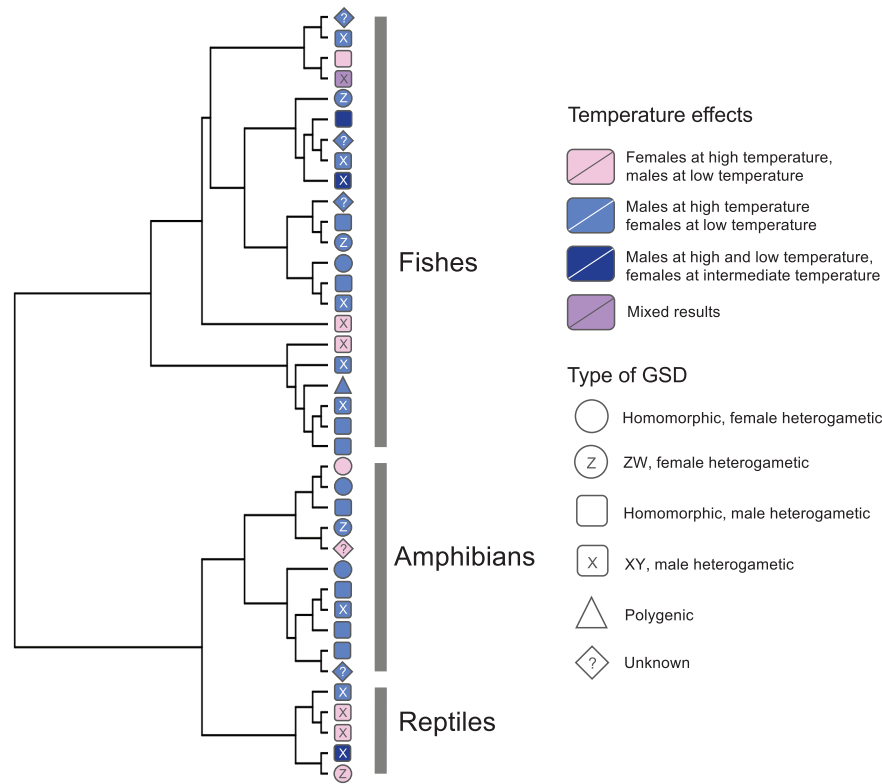 ?
X
X
Z
?
X
X
?
Z
X
X
X
X
X
Z
?
X
?
X
X
X
X
Z
Fishes
Amphibians
Reptiles
Temperature effects
Females at high temperature,
males at low temperature
Males at high temperature
females at low temperature
Males at high and low temperature,
females at intermediate temperature
Mixed results
Type of GSD
Homomorphic, female heterogametic
Z
ZW, female heterogametic
Homomorphic, male heterogametic
X
XY, male heterogametic
Polygenic
?
Unknown